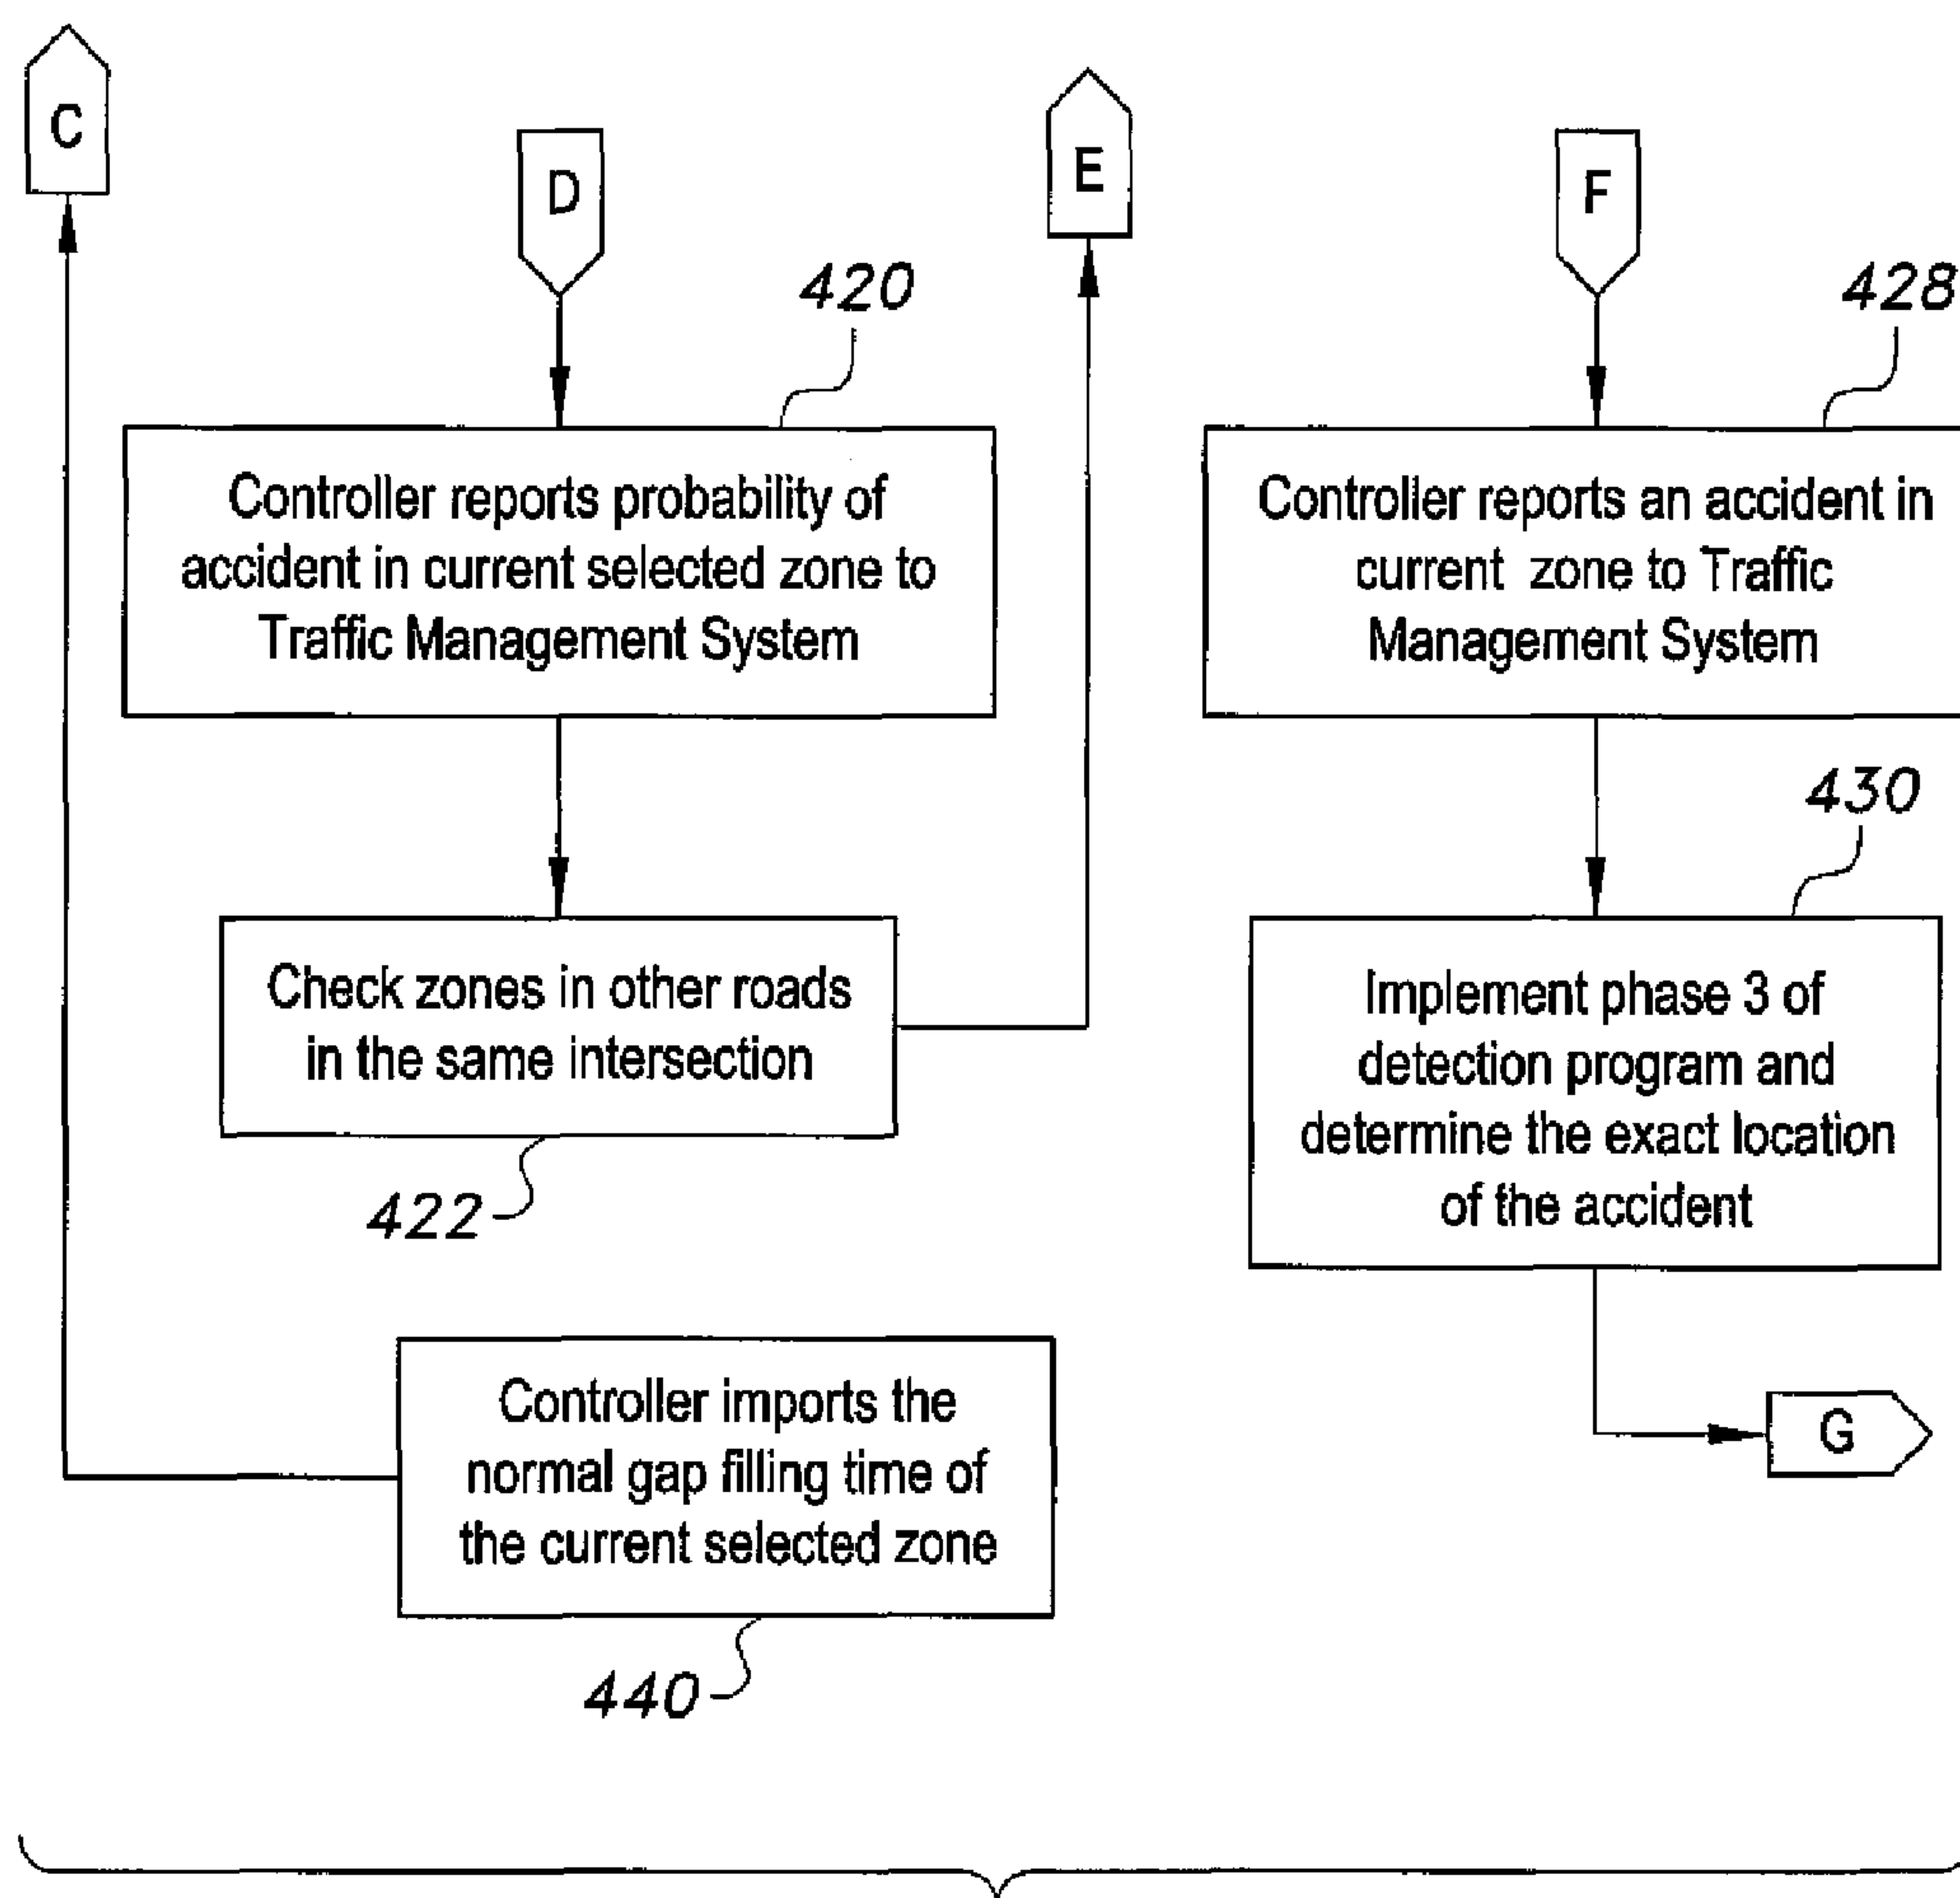 C
D
E
F
420
428
Controller reports probability of
accident in current selected zone to
Traffic Management System
Controller reports an accident in
current zone to Traffic
Management System
430
Check zones in other roads
in the same intersection
422
Implement phase 3 of
detection program and
determine the exact location
of the accident
Controller imports the
normal gap filling time of
the current selected zone
440
G